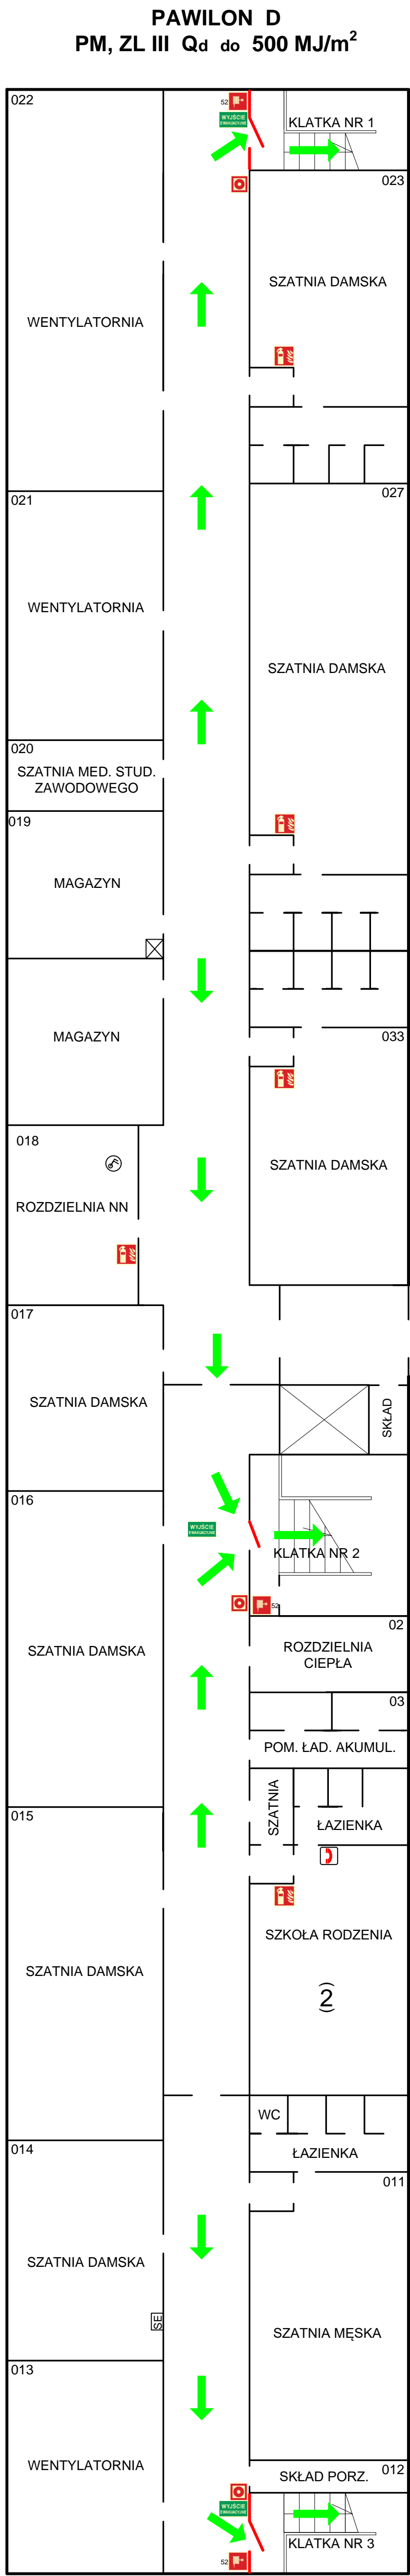 PAWILON D
PM, ZL III Qd do 500 MJ/m²
022
52
WYJŚCIE
EWAKUACYJNE
KLATKA NR 1
023
SZATNIA DAMSKA
WENTYLATORNIA
021
027
WENTYLATORNIA
SZATNIA DAMSKA
020
SZATNIA MED. STUD.
ZAWODOWEGO
019
MAGAZYN
MAGAZYN
033
018
SZATNIA DAMSKA
ROZDZIELNIA NN
017
SZATNIA DAMSKA
SKŁAD
016
WYJŚCIE
EWAKUACYJNE
KLATKA NR 2
52
02
ROZDZIELNIA
CIEPŁA
SZATNIA DAMSKA
03
POM. ŁAD. AKUMUL.
SZATNIA
ŁAZIENKA
015
SZKOŁA RODZENIA
SZATNIA DAMSKA
(2)
WC
ŁAZIENKA
014
011
SZATNIA DAMSKA
SE
SZATNIA MĘSKA
013
WENTYLATORNIA
012
SKŁAD PORZ.
WYJŚCIE
EWAKUACYJNE
KLATKA NR 3
52